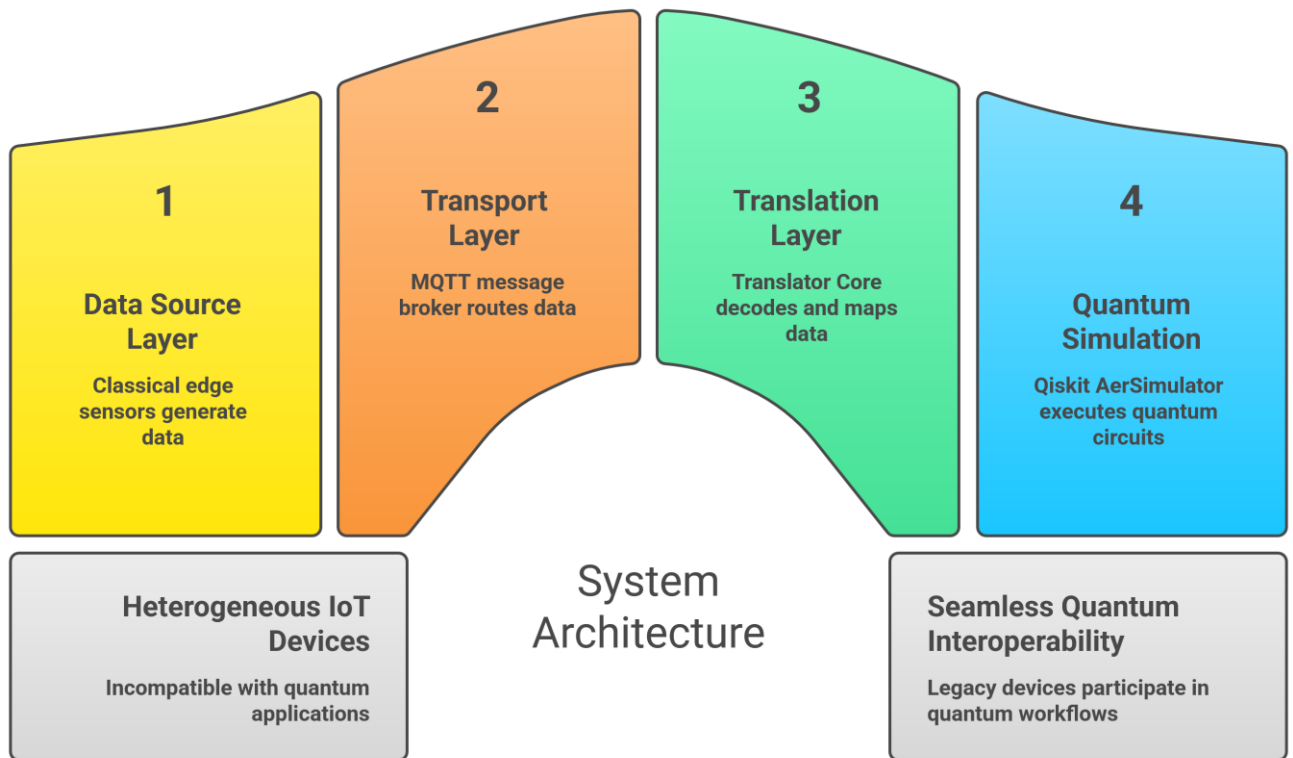 1
Data Source
Layer
Classical edge
sensors generate
data
2
Transport
Layer
MQTT message
broker routes data
3
Translation
Layer
Translator Core
decodes and maps
data
4
Quantum
Simulation
Qiskit AerSimulator
executes quantum
circuits
Heterogeneous IoT
Devices
Incompatible with quantum
applications
System
Architecture
Seamless Quantum
Interoperability
Legacy devices participate in
quantum workflows